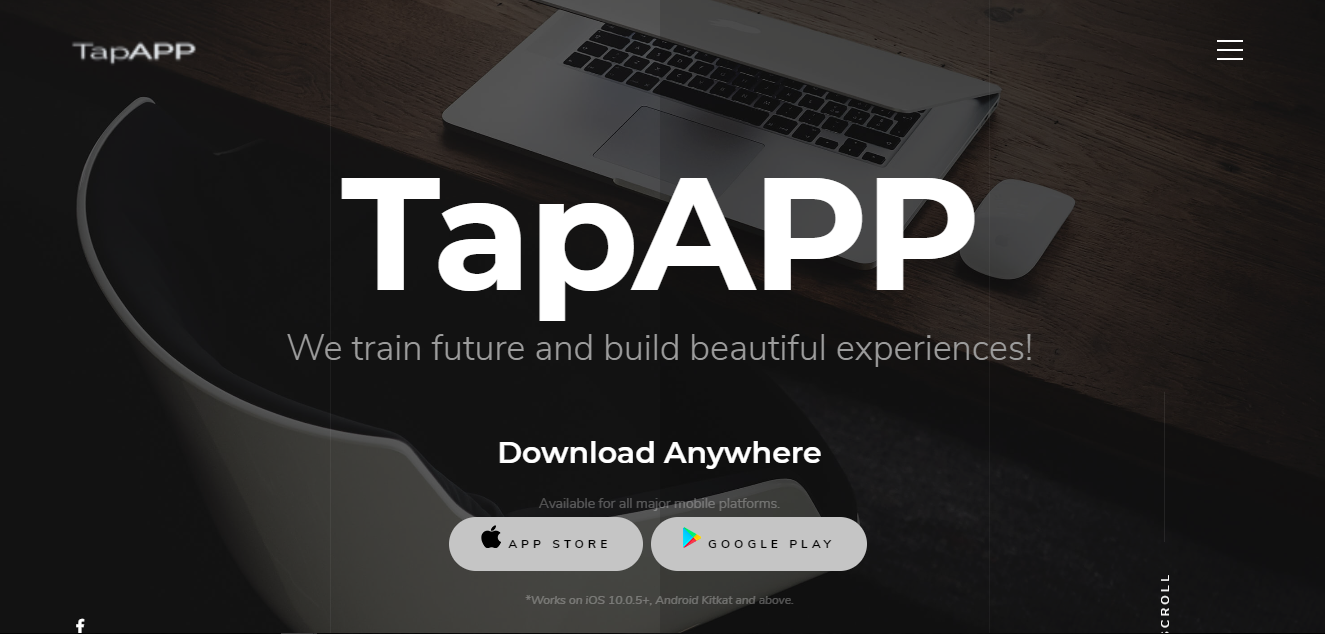 TapAPP
TapAPP
We train future and build beautiful experiences!
Download Anywhere
Available for all major mobile platforms.
APP STORE
GOOGLE PLAY
*Works on iOS 10.0.5+, Android Kitkat and above.
SCROLL